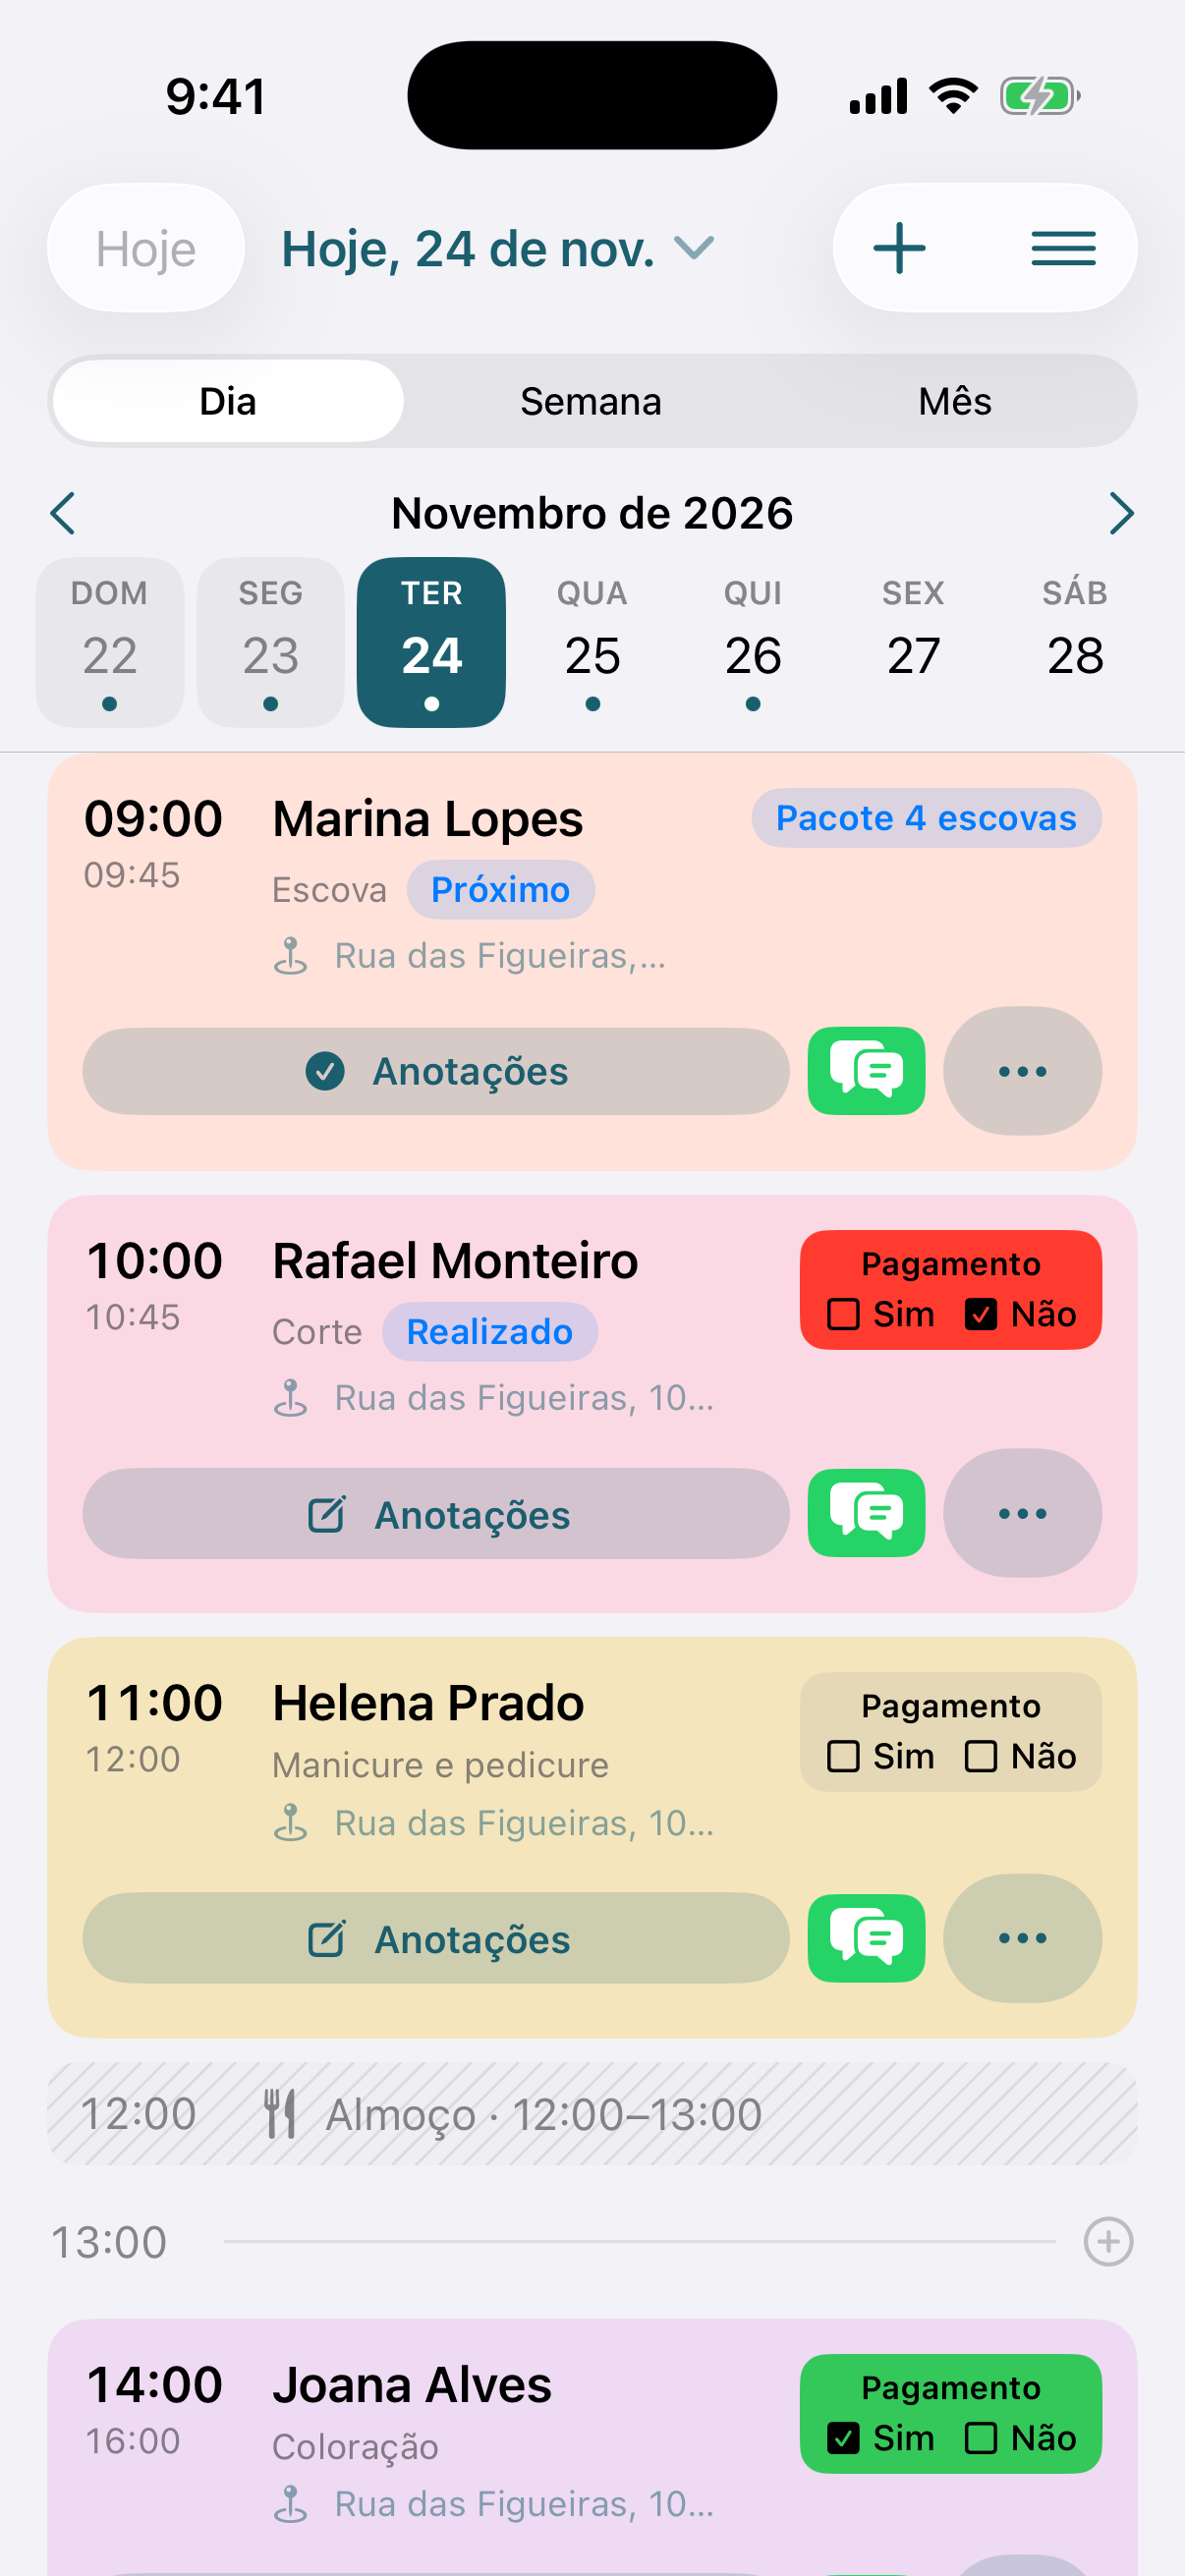 9:41
Hoje
Hoje, 24 de nov.
Dia Semana Mês
Novembro de 2026
DOM SEG TER QUA QUI SEX SÁB
22 23 24 25 26 27 28
09:00 Marina Lopes Pacote 4 escovas
09:45 Escova Próximo
Rua das Figueiras,...
Anotações
10:00 Rafael Monteiro Pagamento
10:45 Corte Realizado Sim Não
Rua das Figueiras, 10...
Anotações
11:00 Helena Prado Pagamento
12:00 Manicure e pedicure Sim Não
Rua das Figueiras, 10...
Anotações
12:00 Almoço · 12:00–13:00
13:00
14:00 Joana Alves Pagamento
16:00 Coloração Sim Não
Rua das Figueiras, 10...